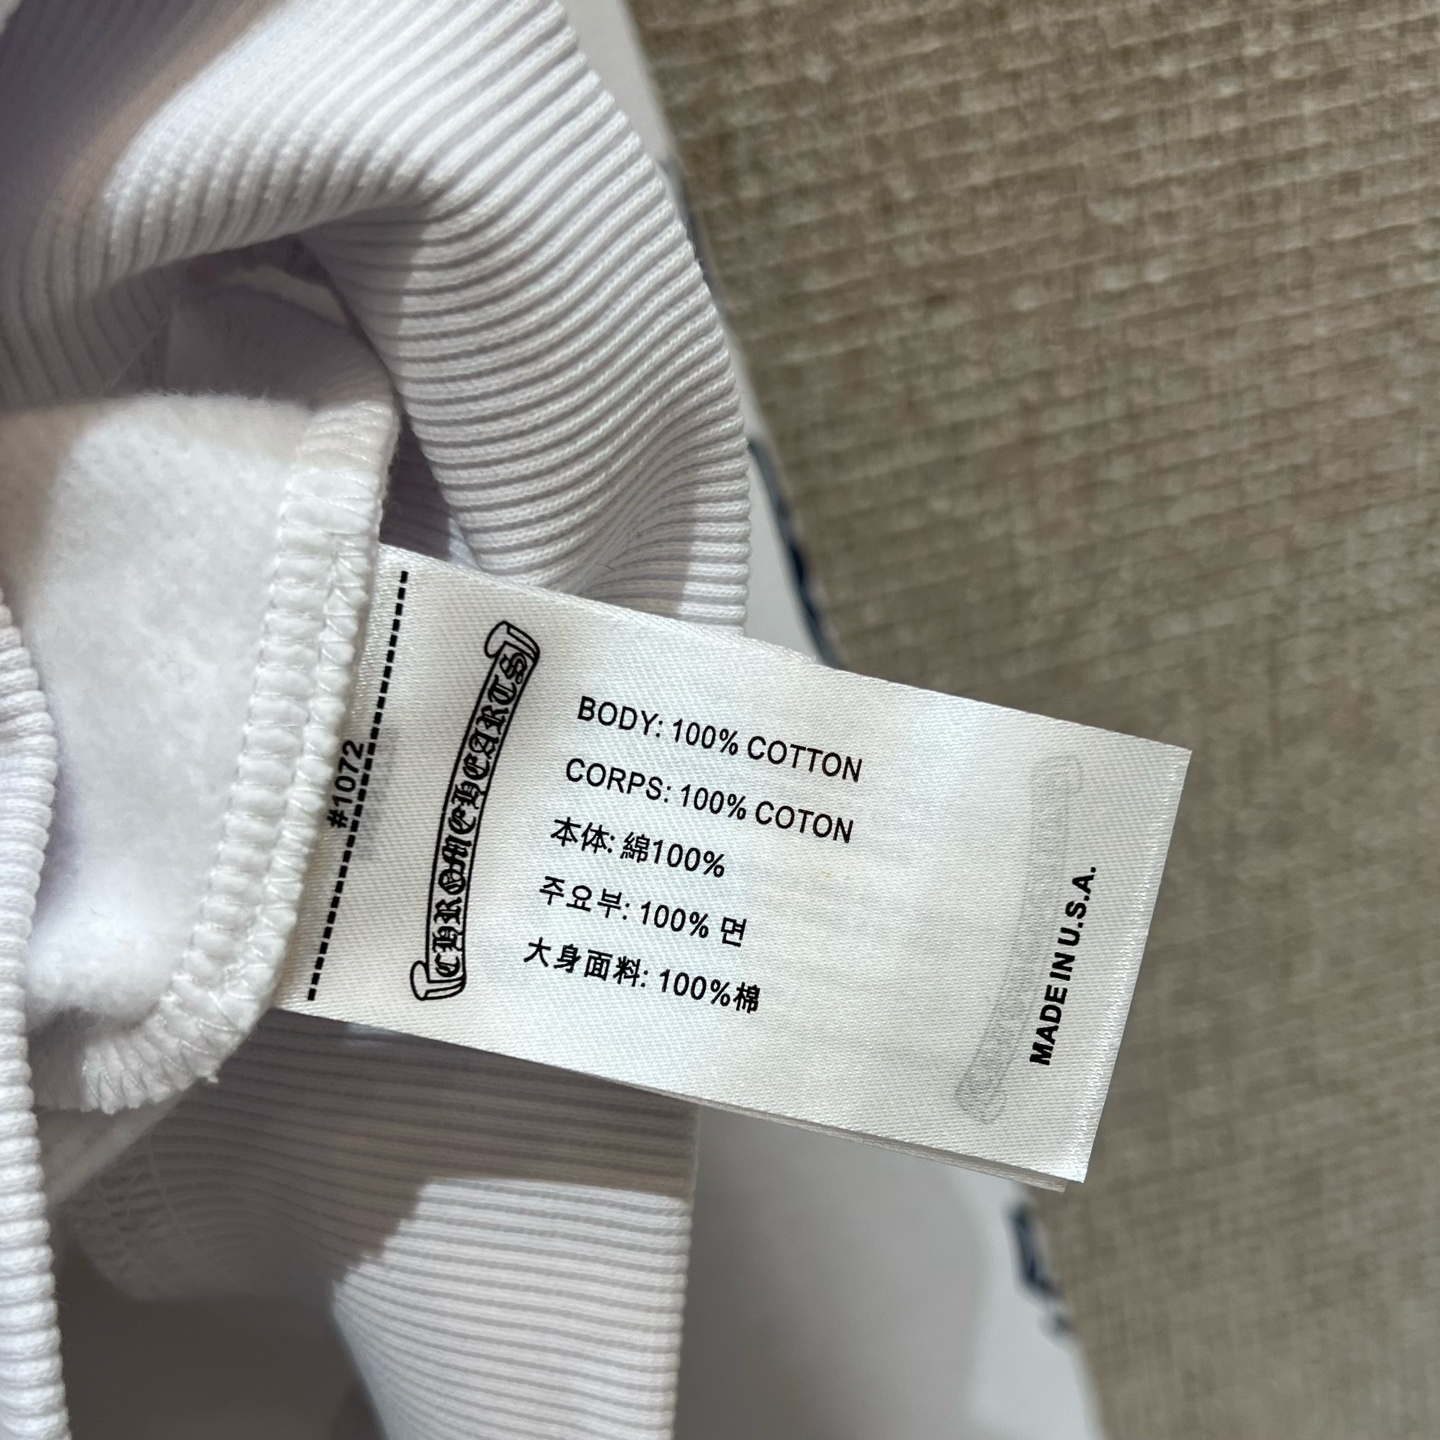 #1072
CHROME HEARTS
BODY: 100% COTTON
CORPS: 100% COTON
本体: 綿100%
주요부: 100% 면
大身面料: 100%棉
MADE IN U.S.A.